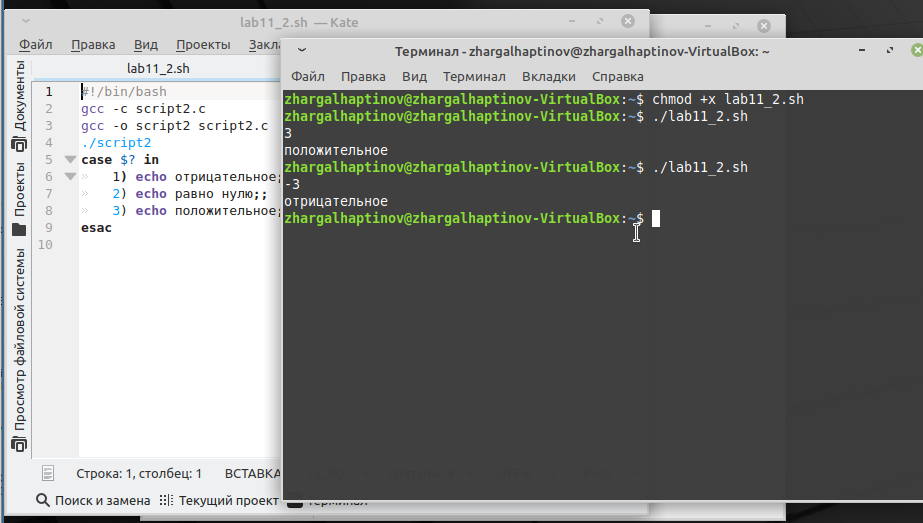 lab11_2.sh — Kate
Файл Правка Вид Проекты Закла
lab11_2.sh
Документы
Проекты
Просмотр файловой системы
1 #!/bin/bash
2 gcc -c script2.c
3 gcc -o script2 script2.c
4 ./script2
5 case $? in
6 1) echo отрицательное;
7 2) echo равно нулю;;
8 3) echo положительное;
9 esac
10
Строка: 1, столбец: 1 ВСТАВКА
Поиск и замена Текущий проект Терминал
Терминал - zhargalhaptinov@zhargalhaptinov-VirtualBox: ~
Файл Правка Вид Терминал Вкладки Справка
zhargalhaptinov@zhargalhaptinov-VirtualBox:~$ chmod +x lab11_2.sh
zhargalhaptinov@zhargalhaptinov-VirtualBox:~$ ./lab11_2.sh
3
положительное
zhargalhaptinov@zhargalhaptinov-VirtualBox:~$ ./lab11_2.sh
-3
отрицательное
zhargalhaptinov@zhargalhaptinov-VirtualBox:~$